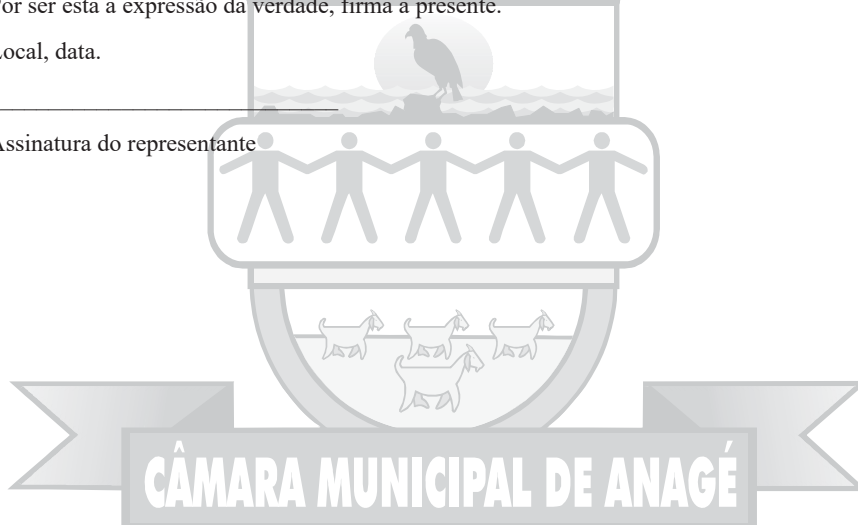 Por ser esta a expressão da verdade, firma a presente.
Local, data.
Assinatura do representante
CÂMARA MUNICIPAL DE ANAGÉ